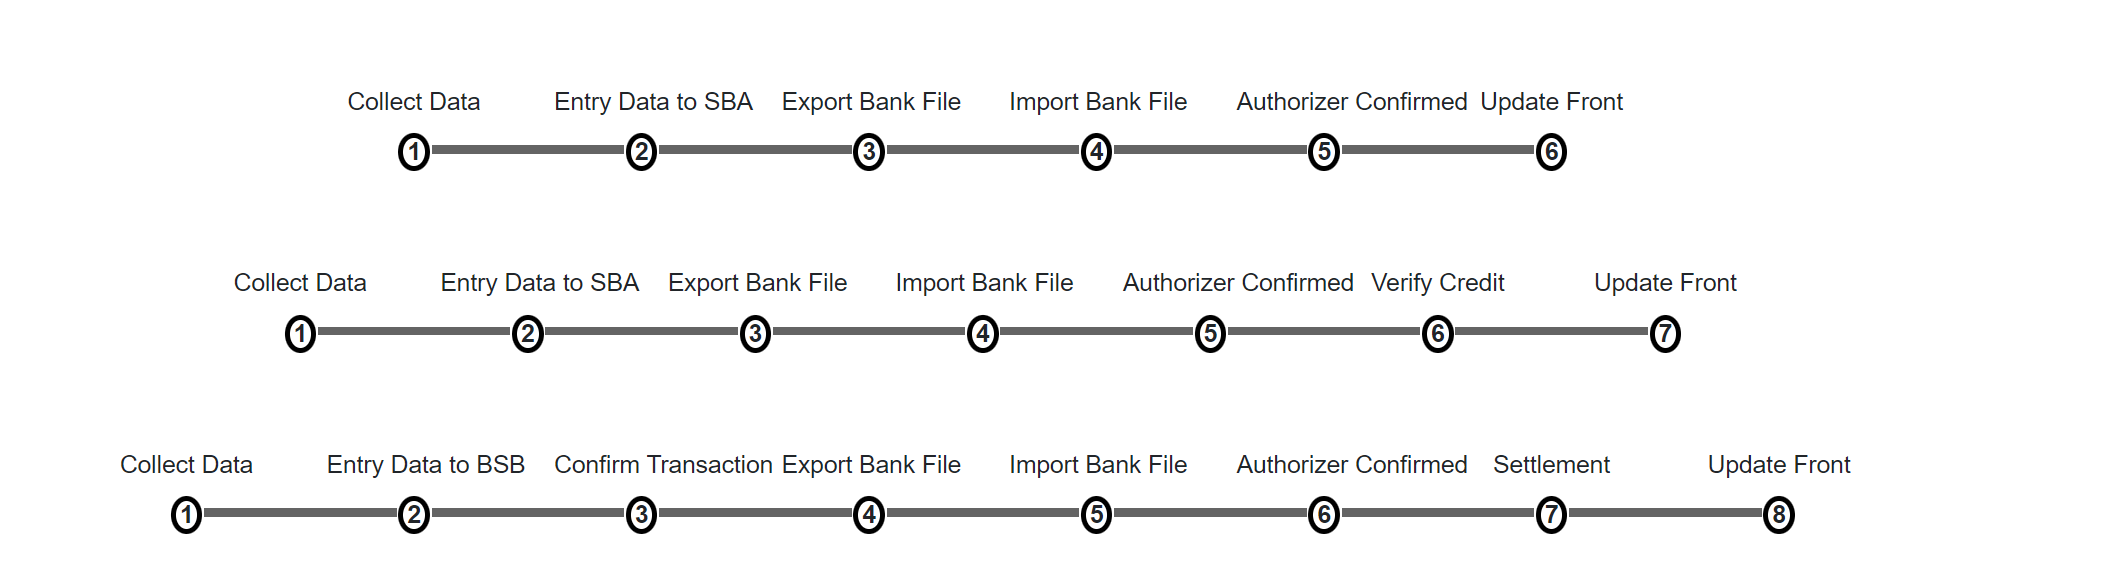 Collect Data Entry Data to SBA Export Bank File Import Bank File Authorizer Confirmed Update Front
1 2 3 4 5 6
Collect Data Entry Data to SBA Export Bank File Import Bank File Authorizer Confirmed Verify Credit Update Front
1 2 3 4 5 6 7
Collect Data Entry Data to BSB Confirm Transaction Export Bank File Import Bank File Authorizer Confirmed Settlement Update Front
1 2 3 4 5 6 7 8